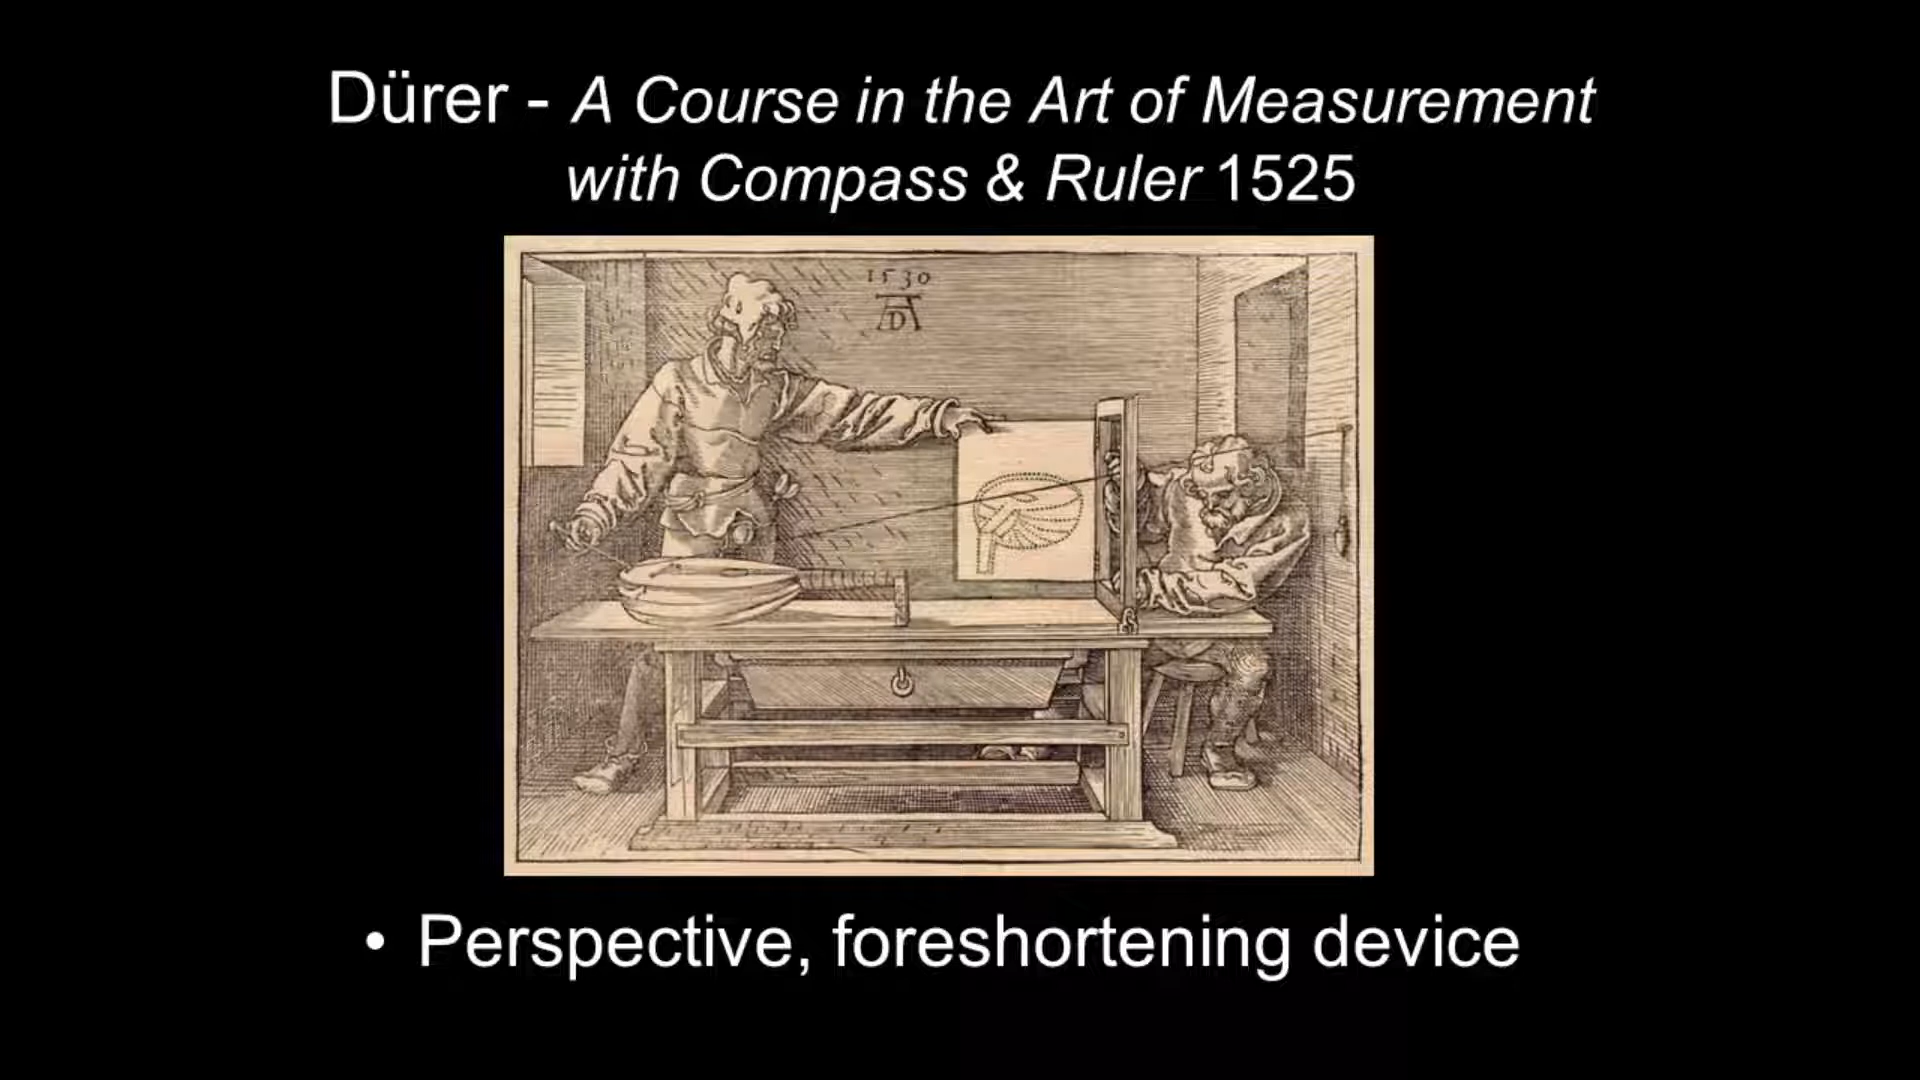 Dürer - A Course in the Art of Measurement
with Compass & Ruler 1525
1530
AD
• Perspective, foreshortening device